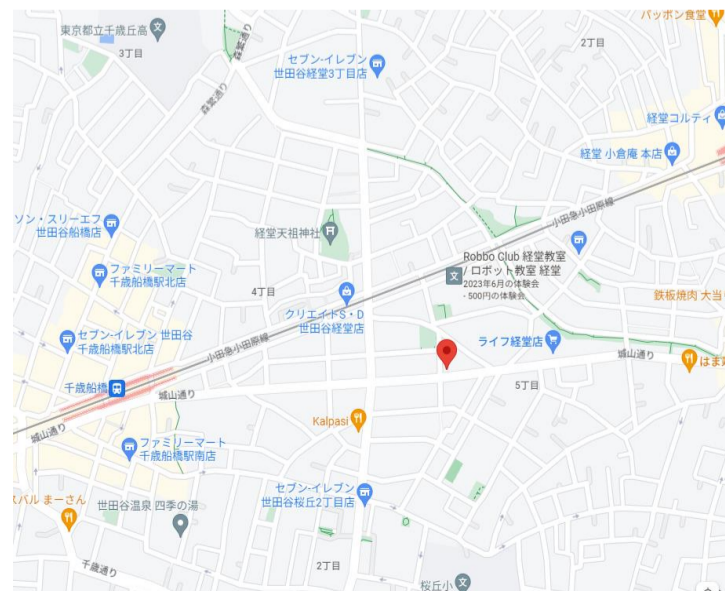 パッポン食堂
東京都立千歳丘高
3丁目
森繁通り
2丁目
セブン-イレブン
世田谷経堂3丁目店
森繁通り
経堂コルティ
経堂 小倉庵 本店
小田急小田原線
ソン・スリーエフ
世田谷船橋店
経堂天祖神社
Robbo Club 経堂教室
/ ロボット教室 経堂
2023年6月の体験会
- 500円の体験会
ファミリーマート
千歳船橋駅北店
4丁目
クリエイトS・D
世田谷経堂店
鉄板焼肉 大当り
セブン-イレブン 世田谷
千歳船橋駅北店
小田急小田原線
ライフ経堂店
城山通り
はま
千歳船橋
城山通り
5丁目
城山通り
Kalpasi
ファミリーマート
千歳船橋駅南店
セブン-イレブン
世田谷桜丘2丁目店
スバル まーさん
世田谷温泉 四季の湯
千歳通り
2丁目
桜丘小